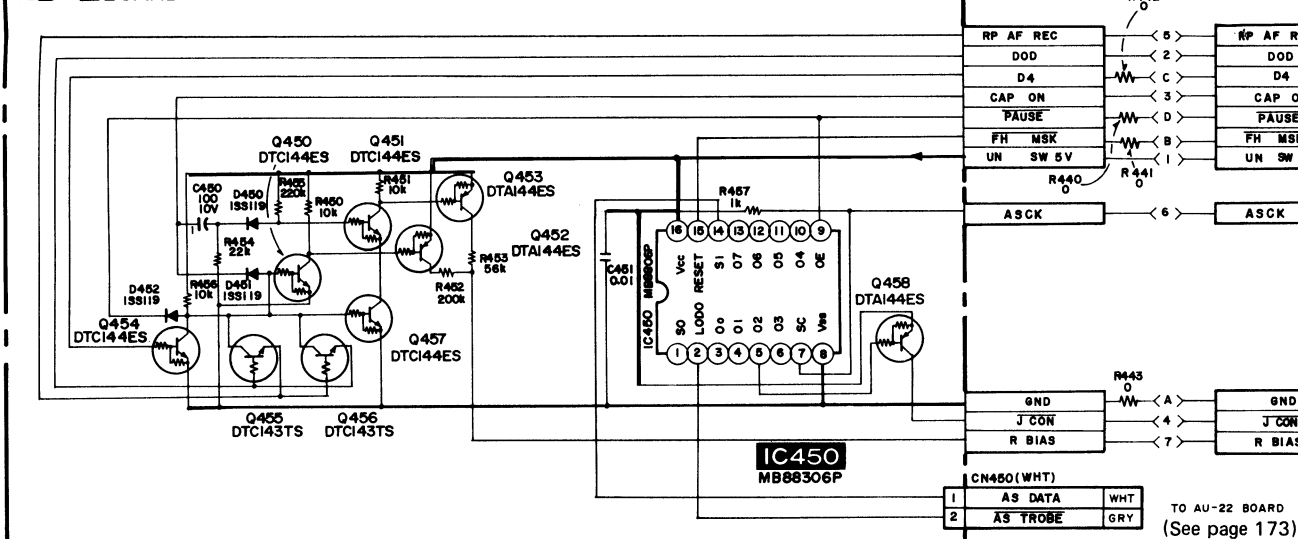 RP AF REC
5
RP AF R
DOD
2
DOD
D4
C
D4
CAP ON
3
CAP O
PAUSE
D
PAUSE
FH MSK
B
FH MSK
UN SW 5V
1
UN SW
R440
0
R441
0
ASCK
6
ASCK
Q450
DTC144ES
Q451
DTC144ES
Q453
DTA144ES
C450
100
10V
D450
1SS119
R455
220k
R450
10k
R451
10k
R454
22k
Q452
DTA144ES
R453
56k
R452
200k
D452
1SS119
R456
10k
D451
1SS119
Q454
DTC144ES
Q457
DTC144ES
Q455
DTC143TS
Q456
DTC143TS
R457
1k
C451
0.01
IC450 MB88306P
16 15 14 13 12 11 10 9
Vcc RESET SI O7 O6 O5 O4 OE
SO LODO O0 O1 O2 O3 SC Vss
1 2 3 4 5 6 7 8
Q458
DTA144ES
IC450
MB88306P
R443
0
GND
A
GND
J CON
4
J CON
R BIAS
7
R BIAS
CN450(WHT)
1 AS DATA WHT
2 AS TROBE GRY
TO AU-22 BOARD
(See page 173)